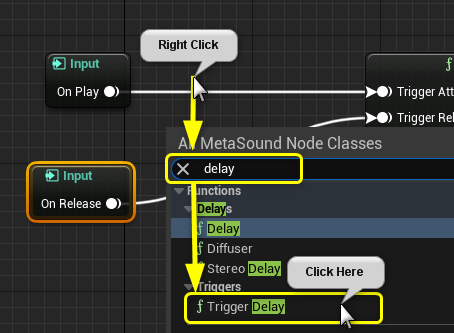 Right Click
Input
On Play
f
Trigger Att
Trigger Rel
All MetaSound Node Classes
Input
On Release
delay
Functions
Delays
f Delay
f Diffuser
f Stereo Delay
Click Here
Triggers
f Trigger Delay